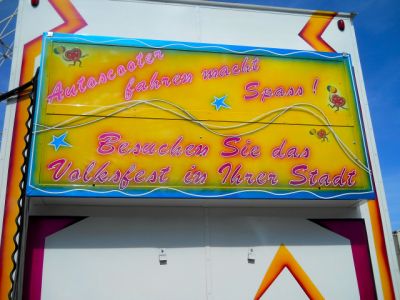 Autoscooter
fahren macht
Spass !
Besuchen Sie das
Volksfest in Ihrer Stadt